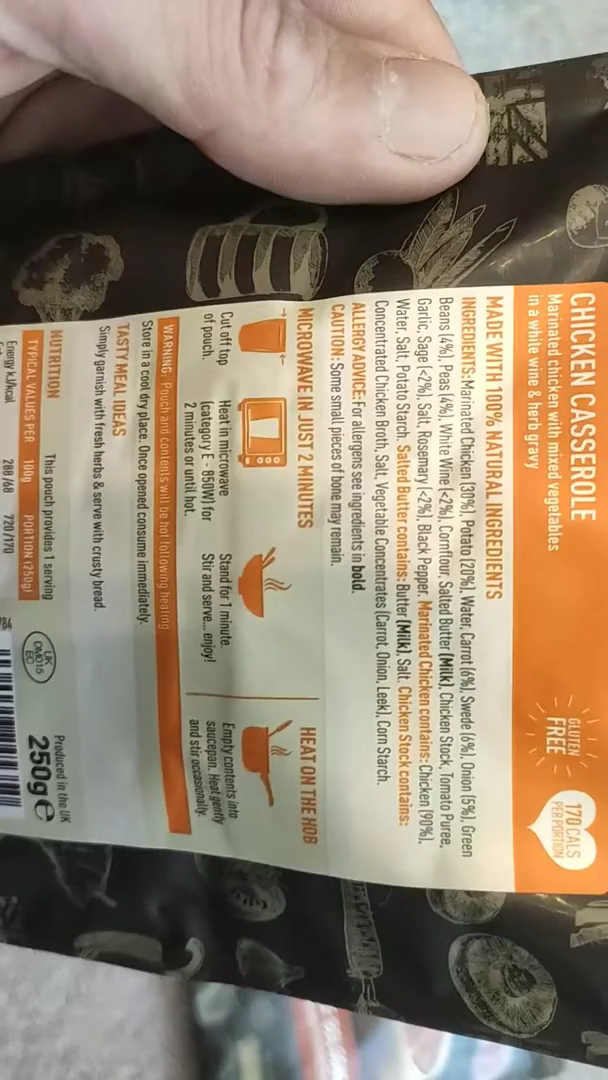 CHICKEN CASSEROLE
Marinated chicken with mixed vegetables
in a white wine & herb gravy
GLUTEN
FREE
170 CALS
PER PORTION
MADE WITH 100% NATURAL INGREDIENTS
INGREDIENTS: Marinated Chicken (30%), Potato (20%), Water, Carrot (6%), Swede (6%), Onion (5%), Green
Beans (4%), Peas (4%), White Wine (<2%), Cornflour, Salted Butter (Milk), Chicken Stock, Tomato Puree,
Garlic, Sage (<2%), Salt, Rosemary (<2%), Black Pepper. Marinated Chicken contains: Chicken (90%),
Water, Salt, Potato Starch. Salted Butter contains: Butter (Milk), Salt. Chicken Stock contains:
Concentrated Chicken Broth, Salt, Vegetable Concentrates (Carrot, Onion, Leek), Corn Starch.
ALLERGY ADVICE: For allergens see ingredients in bold.
CAUTION: Some small pieces of bone may remain.
MICROWAVE IN JUST 2 MINUTES
Cut off top
of pouch.
Heat in microwave
(category E - 850W) for
2 minutes or until hot.
Stand for 1 minute.
Stir and serve... enjoy!
HEAT ON THE HOB
Empty contents into
saucepan. Heat gently
and stir occasionally.
WARNING: Pouch and contents will be hot following heating
Store in a cool dry place. Once opened consume immediately.
TASTY MEAL IDEAS
Simply garnish with fresh herbs & serve with crusty bread.
NUTRITION
This pouch provides 1 serving
TYPICAL VALUES PER 100g PORTION (250g)
Energy kJ/kcal 288/68 720/170
UK
DM015
EC
Produced in the UK
250g e